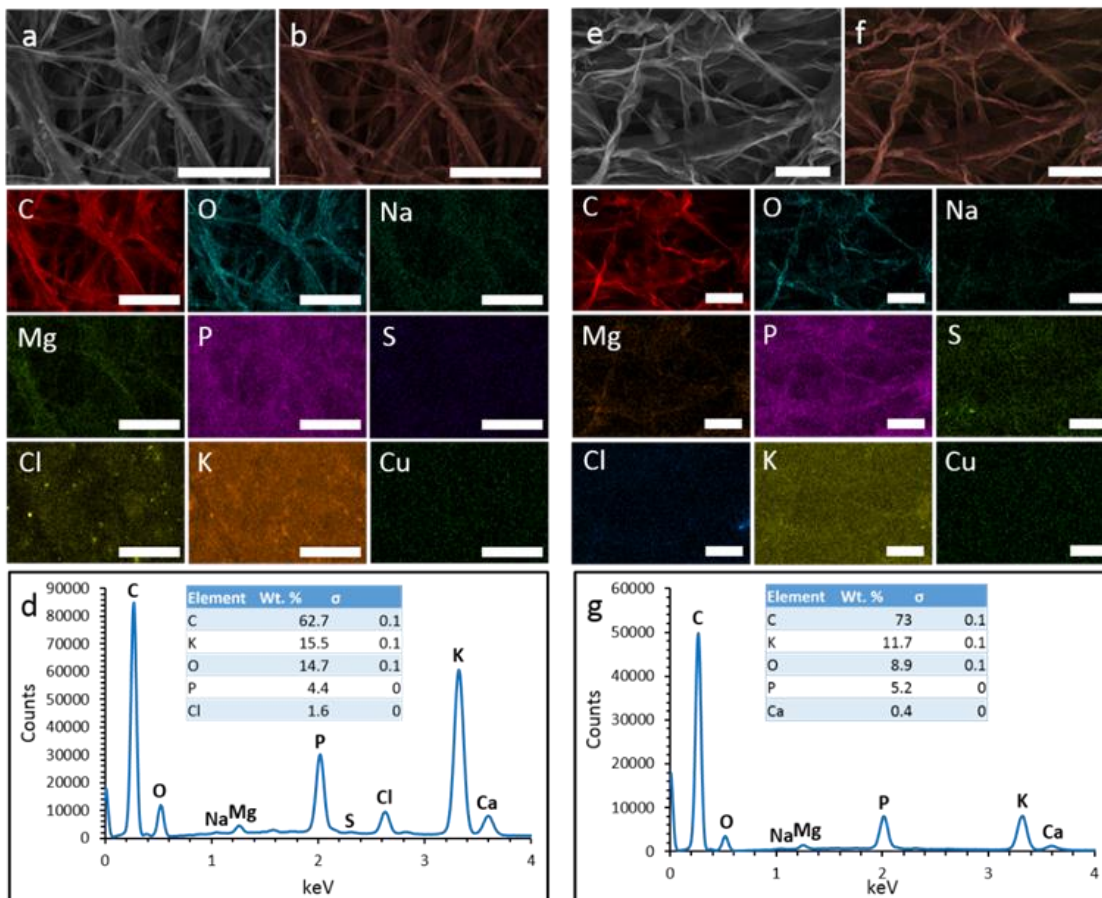 a b
C O Na
Mg P S
Cl K Cu
d
Element Wt. % σ
C 62.7 0.1
K 15.5 0.1
O 14.7 0.1
P 4.4 0
Cl 1.6 0
90000
80000
70000
60000
50000
40000
30000
20000
10000
0
Counts
C
O
Na
Mg
P
S
Cl
K
Ca
0 1 2 3 4
keV
e f
C O Na
Mg P S
Cl K Cu
g
Element Wt. % σ
C 73 0.1
K 11.7 0.1
O 8.9 0.1
P 5.2 0
Ca 0.4 0
60000
50000
40000
30000
20000
10000
0
Counts
C
O
Na
Mg
P
K
Ca
0 1 2 3 4
keV